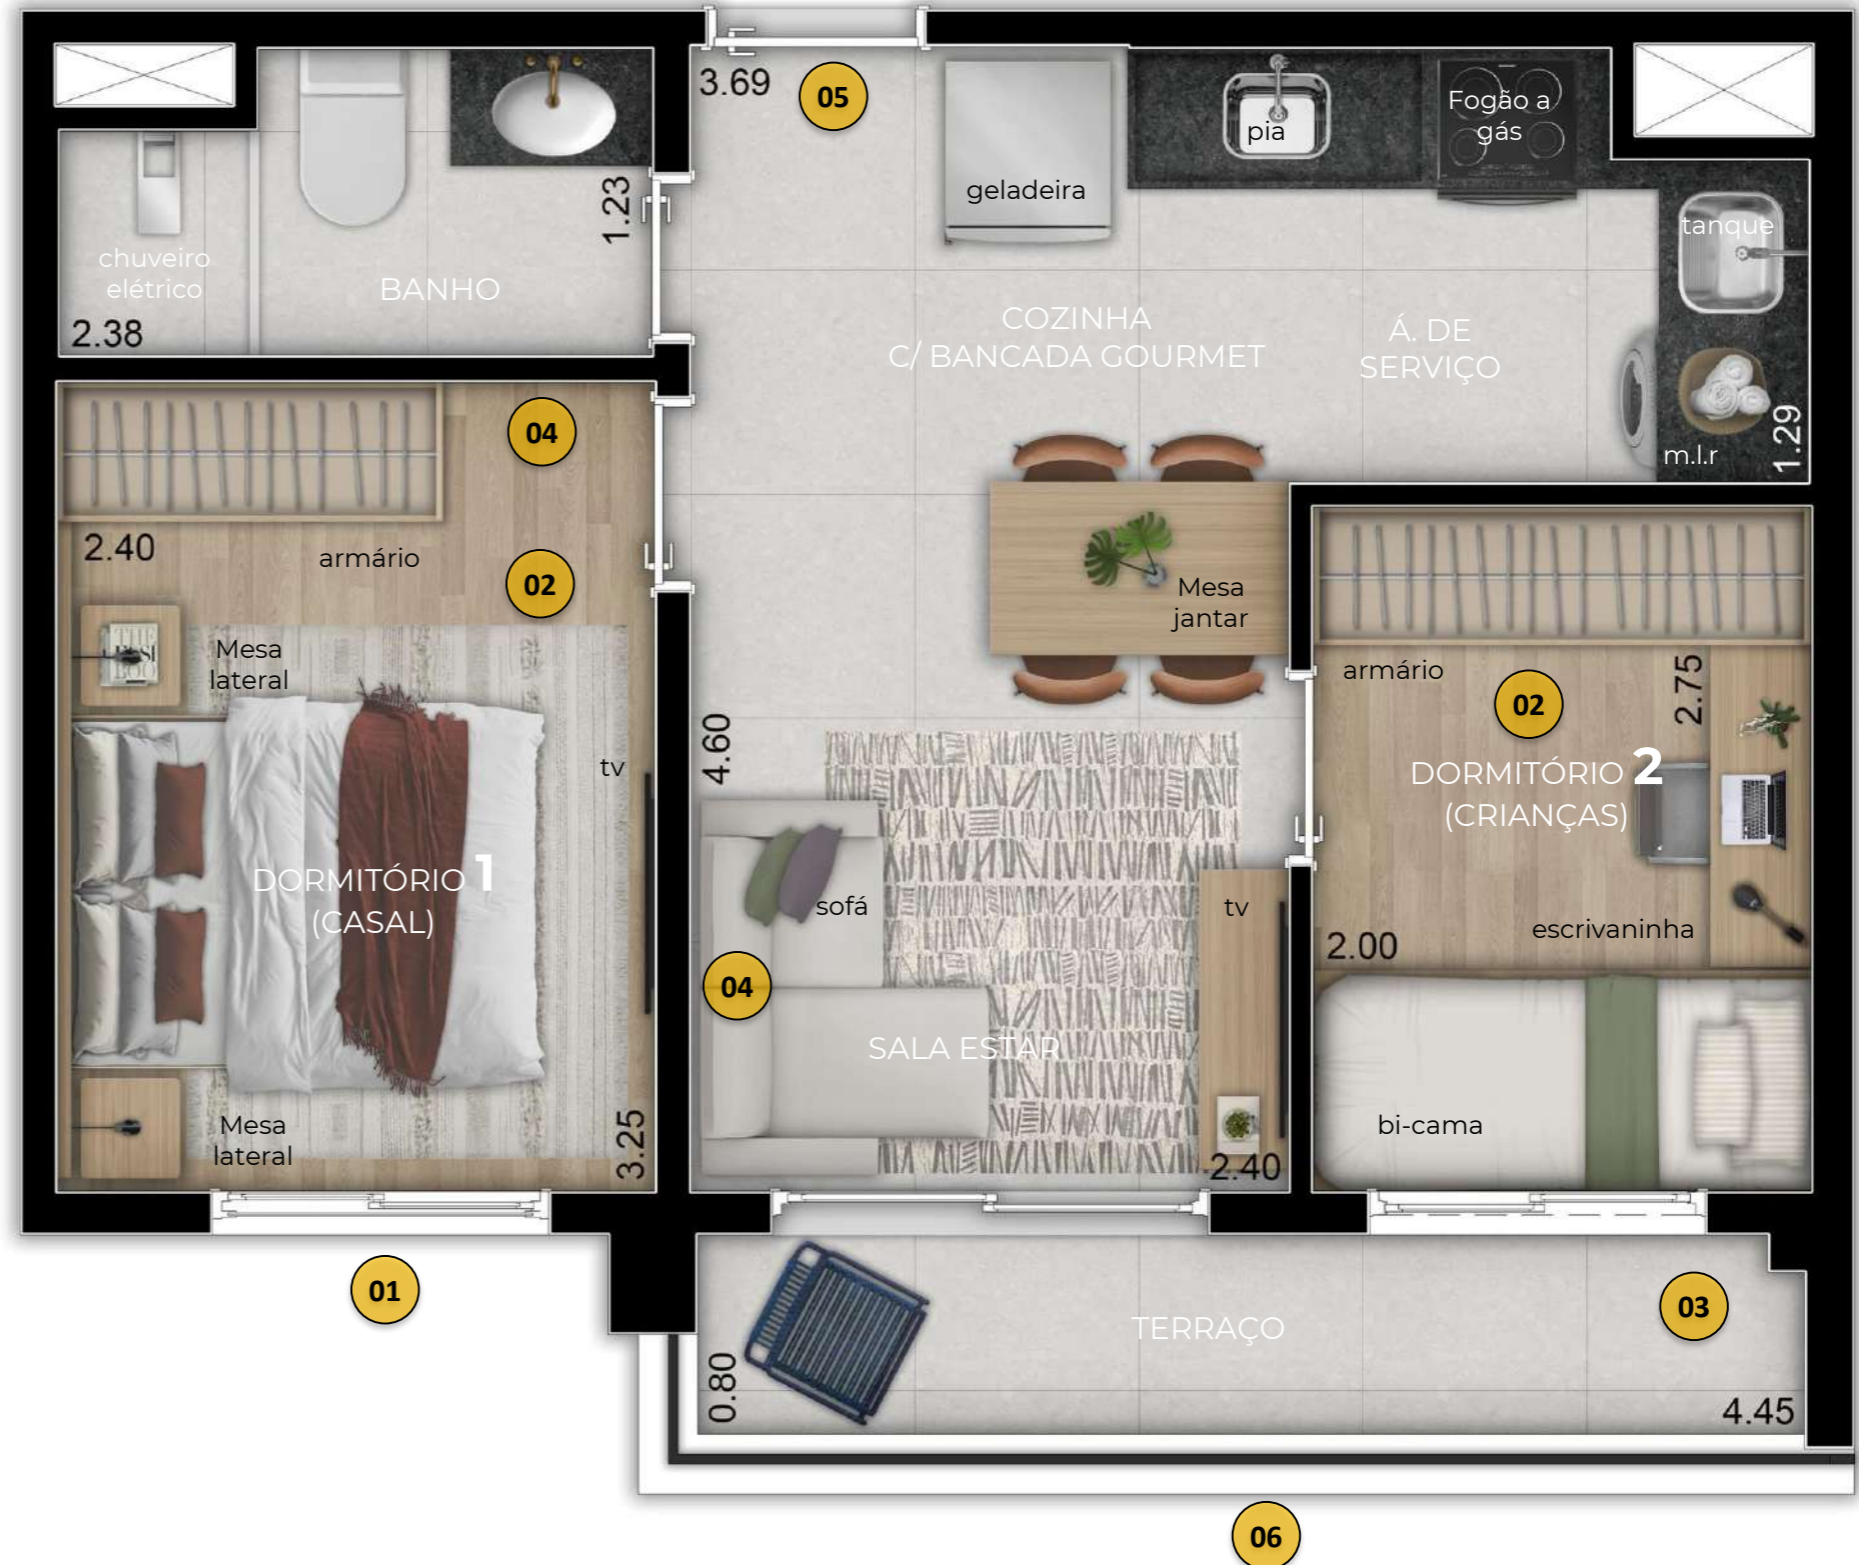 3.69
05
pia
Fogão a
gás
geladeira
tanque
1.23
chuveiro
elétrico
BANHO
2.38
COZINHA
C/ BANCADA GOURMET
Á. DE
SERVIÇO
1.29
m.l.r
04
2.40
armário
02
Mesa
lateral
Mesa
jantar
armário
02
2.75
4.60
tv
DORMITÓRIO 1
(CASAL)
DORMITÓRIO 2
(CRIANÇAS)
sofá
tv
escrivaninha
2.00
04
SALA ESTAR
bi-cama
Mesa
lateral
3.25
2.40
01
03
TERRAÇO
0.80
4.45
06